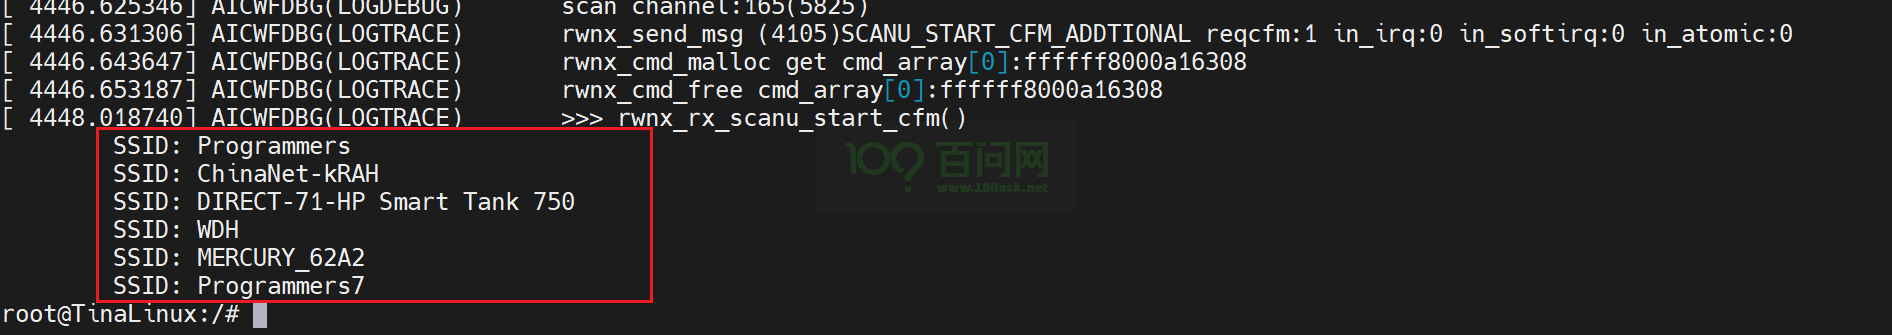 [ 4446.625346] AICWFDBG(LOGDEBUG)       scan channel:165(5825)
[ 4446.631306] AICWFDBG(LOGTRACE)       rwnx_send_msg (4105)SCANU_START_CFM_ADDTIONAL reqcfm:1 in_irq:0 in_softirq:0 in_atomic:0
[ 4446.643647] AICWFDBG(LOGTRACE)       rwnx_cmd_malloc get cmd_array[0]:ffffff8000a16308
[ 4446.653187] AICWFDBG(LOGTRACE)       rwnx_cmd_free cmd_array[0]:ffffff8000a16308
[ 4448.018740] AICWFDBG(LOGTRACE)       >>> rwnx_rx_scanu_start_cfm()
SSID: Programmers
SSID: ChinaNet-kRAH
SSID: DIRECT-71-HP Smart Tank 750
SSID: WDH
SSID: MERCURY_62A2
SSID: Programmers7
root@TinaLinux:/#
100 百问网
www.100ask.net